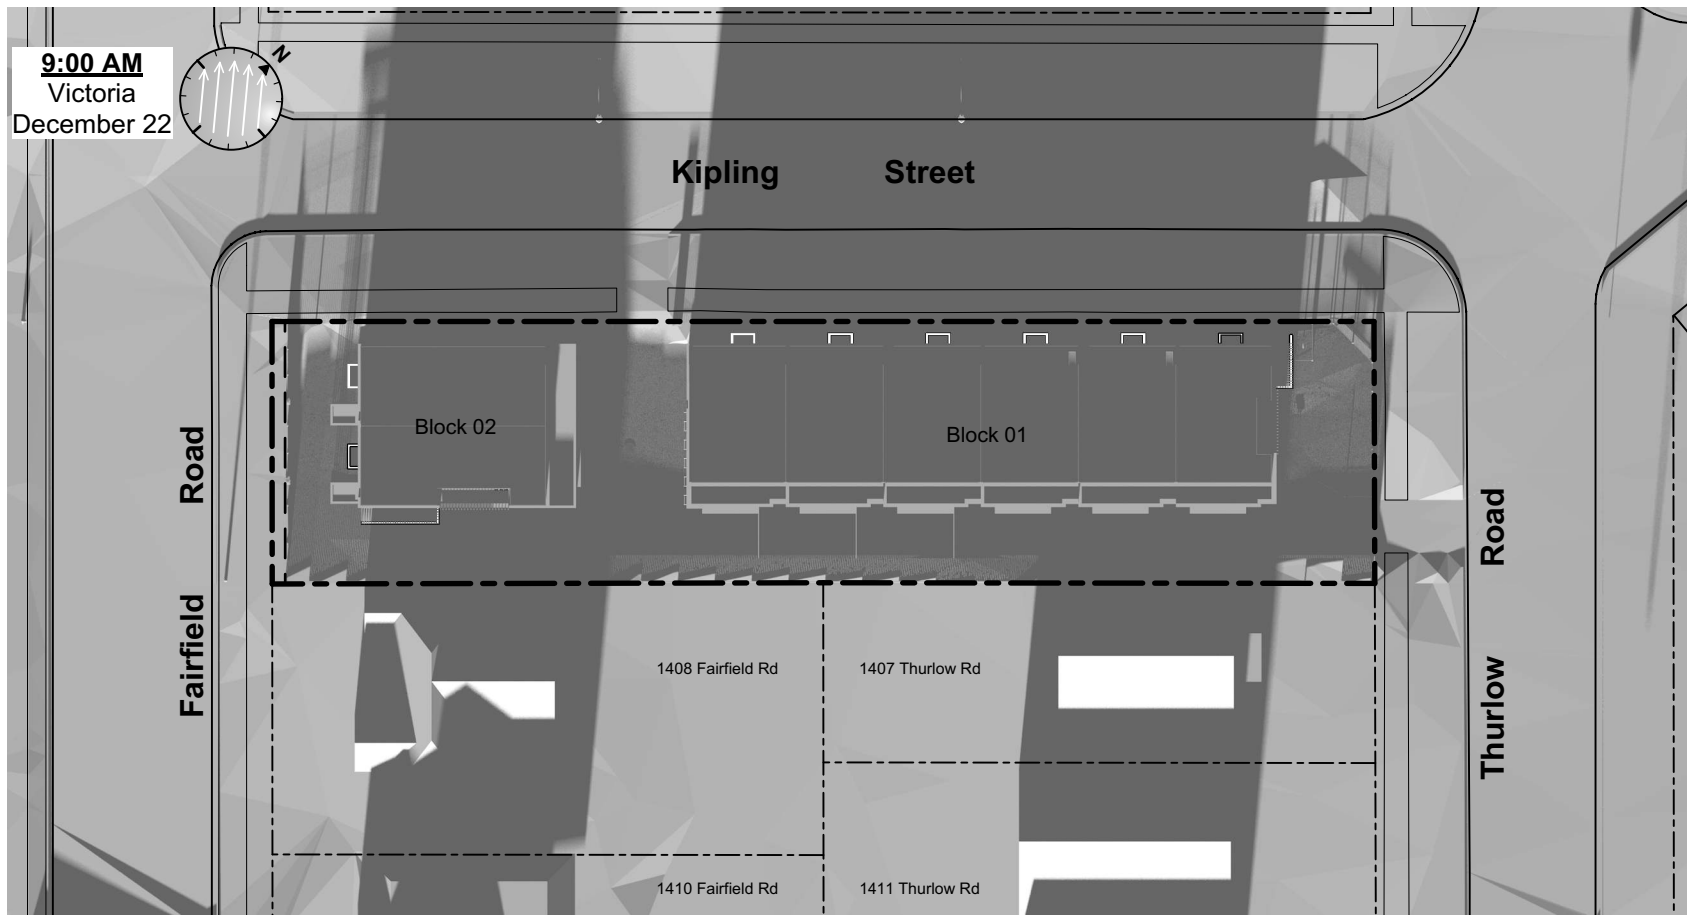 N
9:00 AM
Victoria
December 22
Kipling Street
Block 02
Block 01
Fairfield Road
Thurlow Road
1408 Fairfield Rd
1407 Thurlow Rd
1410 Fairfield Rd
1411 Thurlow Rd